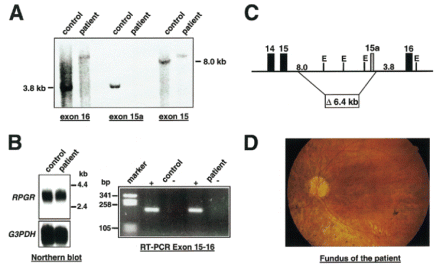 A
control
patient
control
patient
control
patient
3.8 kb
8.0 kb
exon 16
exon 15a
exon 15
C
14
15
15a
16
E
E
E
E
8.0
3.8
Δ 6.4 kb
B
control
patient
kb
RPGR
4.4
2.4
G3PDH
Northern blot
marker
control
patient
bp
+
-
+
-
341
258
105
RT-PCR Exon 15-16
D
Fundus of the patient